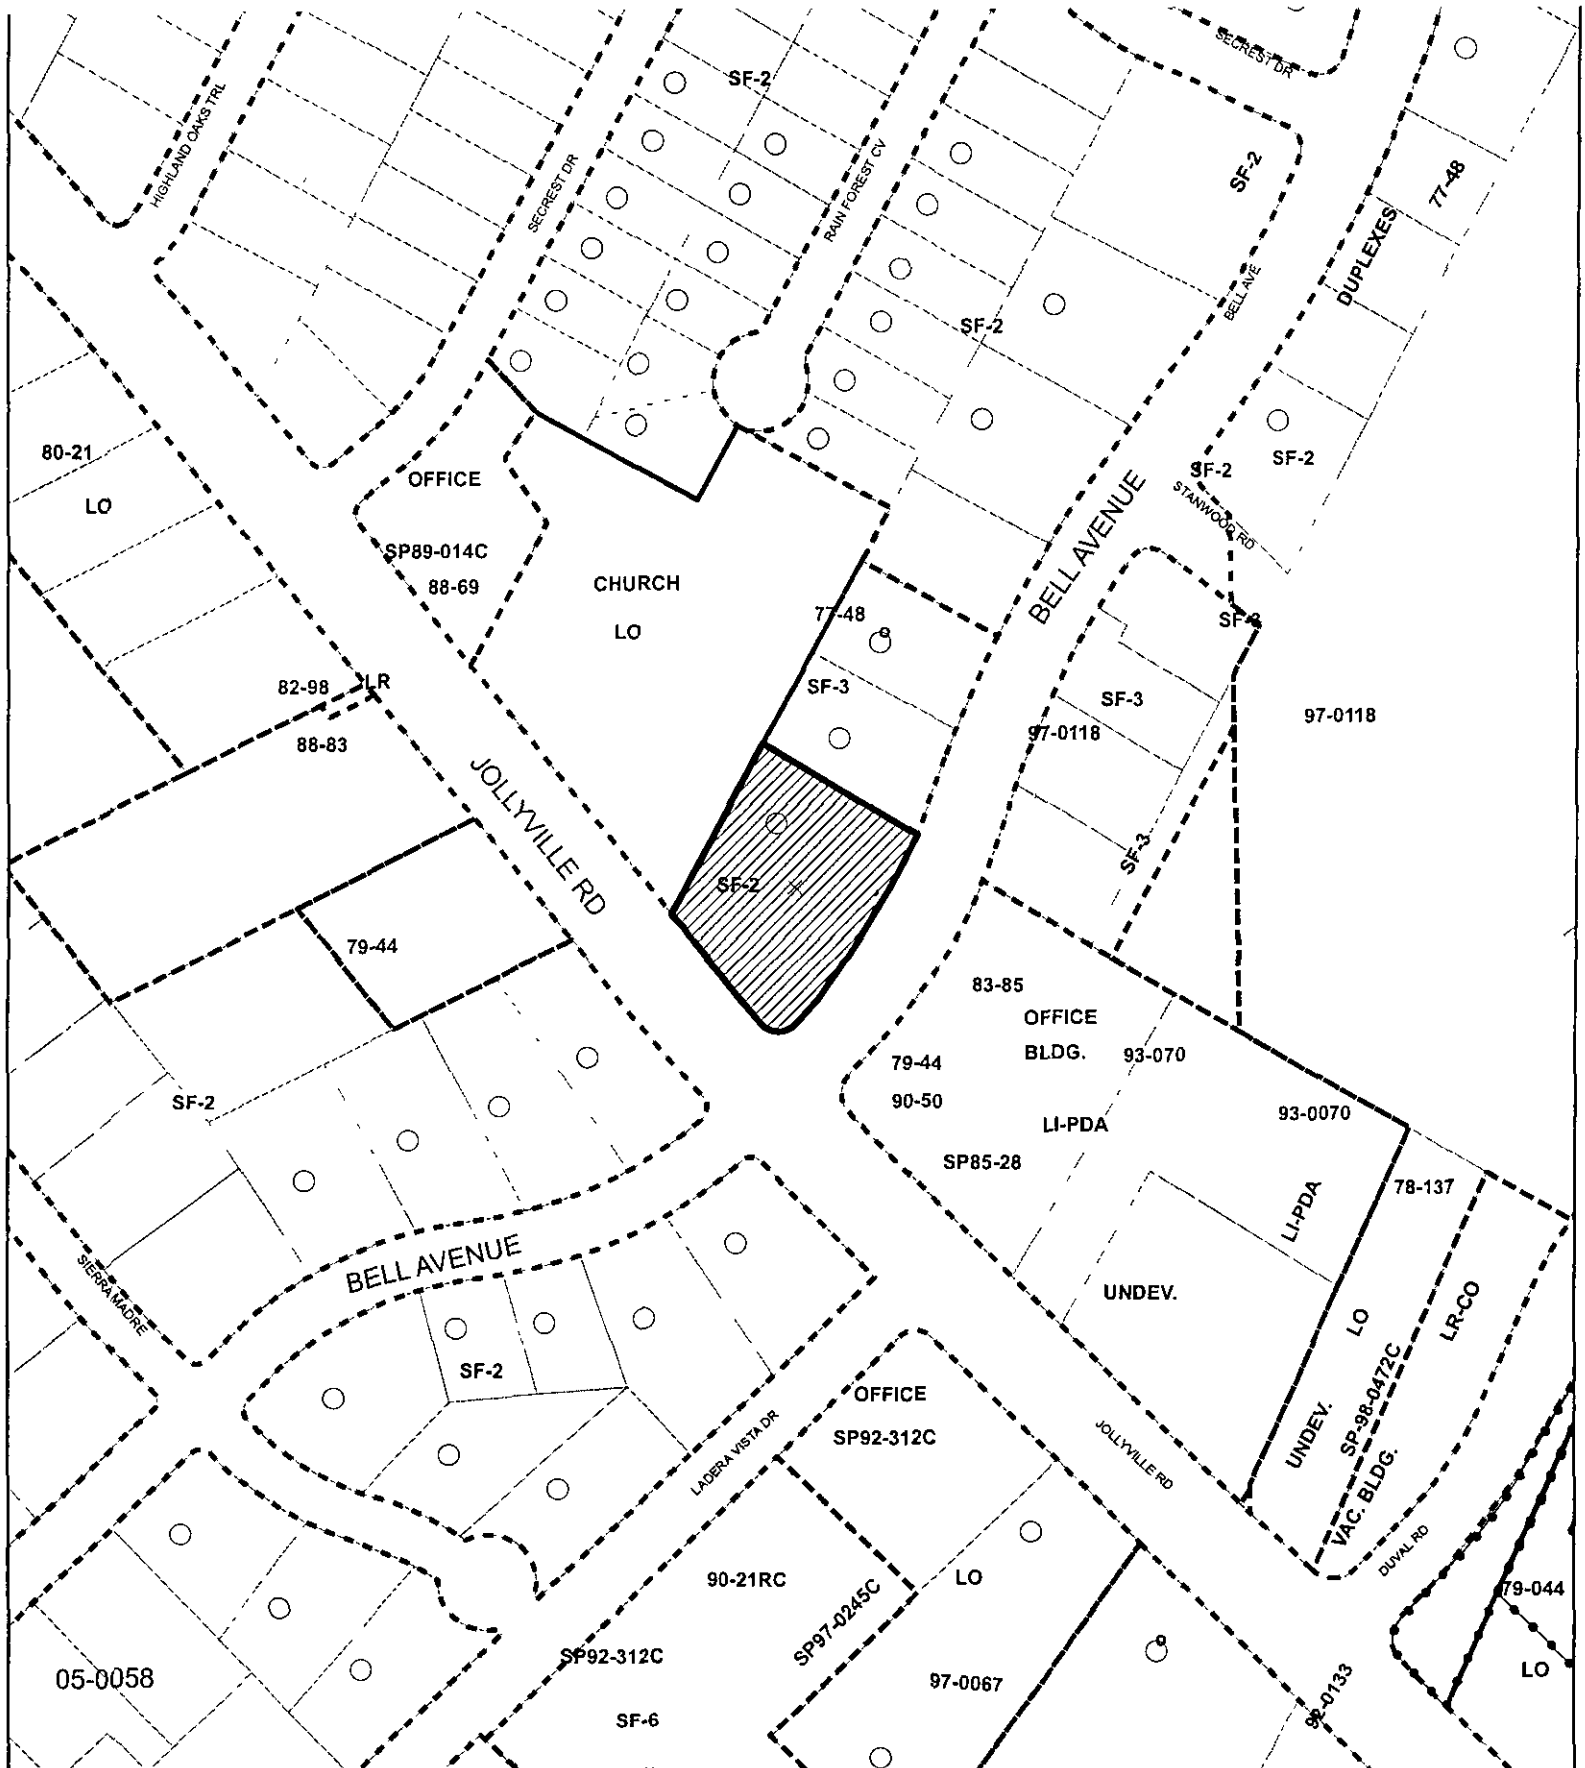 SECREST DR
SF-2
HIGHLAND OAKS TRL
SECREST DR
RAIN FOREST CV
SF-2
77-48
DUPLEXES
BELL AVE
SF-2
80-21
LO
OFFICE
SP89-014C
88-69
CHURCH
LO
BELL AVENUE
SF-2
SF-2
STANWOOD RD
77-48
SF-3
82-98
LR
88-83
SF-3
97-0118
97-0118
JOLLYVILLE RD
SF-3
SF-2
79-44
83-85
OFFICE
BLDG.
93-070
79-44
90-50
LI-PDA
SP85-28
93-0070
SF-2
LI-PDA
78-137
SIERRA MADRE
BELL AVENUE
UNDEV.
LO
LR-CO
SF-2
OFFICE
SP92-312C
LADERA VISTA DR
JOLLYVILLE RD
UNDEV.
SP-98-0472C
VAC. BLDG.
DUVAL RD
90-21RC
LO
SP97-0245C
79-044
LO
05-0058
SP92-312C
97-0067
92-0133
SF-6